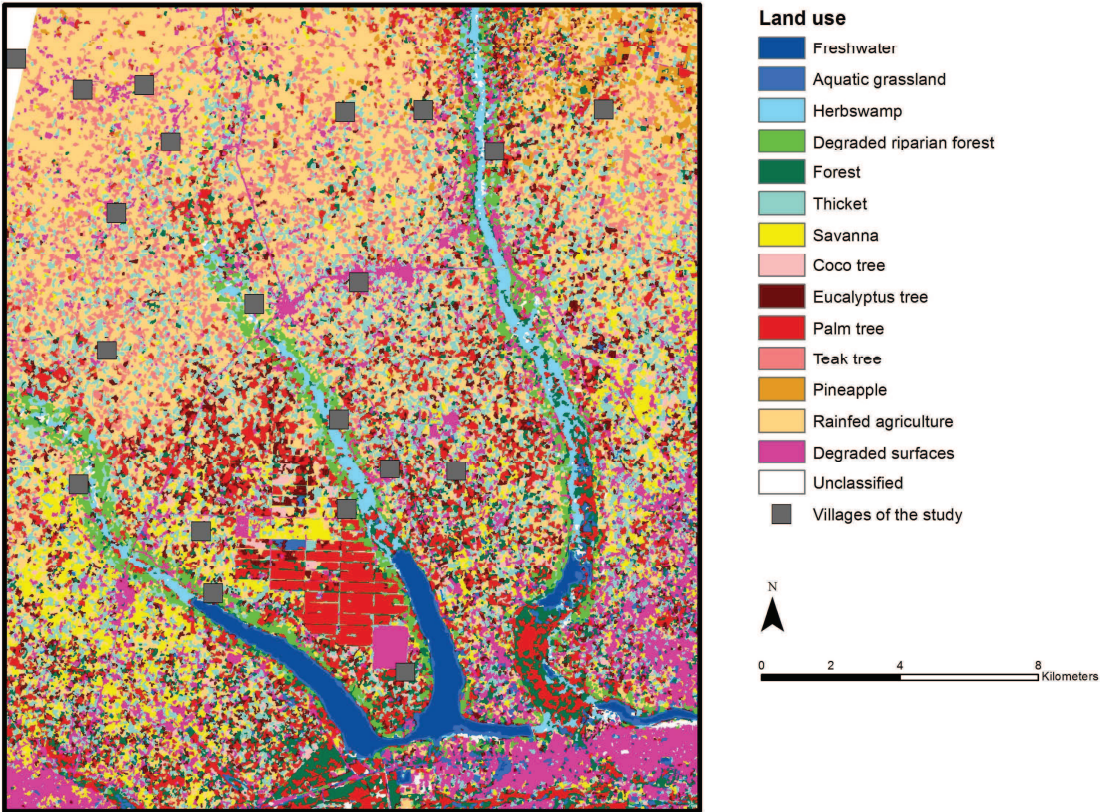 Land use
Freshwater
Aquatic grassland
Herbswamp
Degraded riparian forest
Forest
Thicket
Savanna
Coco tree
Eucalyptus tree
Palm tree
Teak tree
Pineapple
Rainfed agriculture
Degraded surfaces
Unclassified
Villages of the study
N
0 2 4 8
Kilometers